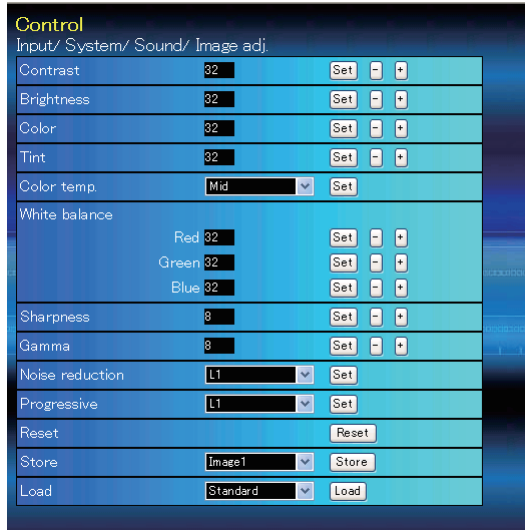 Control
Input/ System/ Sound/ Image adj.
Contrast 32 Set - +
Brightness 32 Set - +
Color 32 Set - +
Tint 32 Set - +
Color temp. Mid Set
White balance
Red 32 Set - +
Green 32 Set - +
Blue 32 Set - +
Sharpness 8 Set - +
Gamma 8 Set - +
Noise reduction L1 Set
Progressive L1 Set
Reset Reset
Store Image1 Store
Load Standard Load